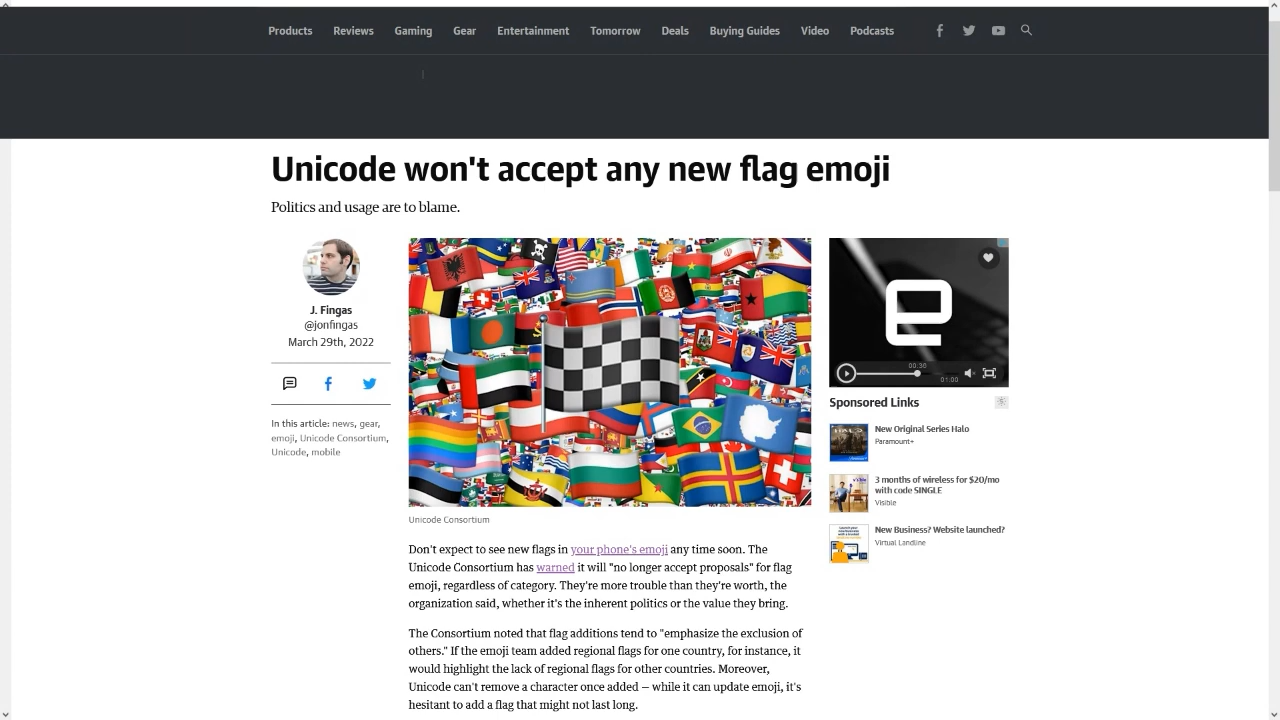 Products Reviews Gaming Gear Entertainment Tomorrow Deals Buying Guides Video Podcasts
Unicode won't accept any new flag emoji
Politics and usage are to blame.
J. Fingas
@jonfingas
March 29th, 2022
In this article: news, gear,
emoji, Unicode Consortium,
Unicode, mobile
Unicode Consortium
Don't expect to see new flags in your phone's emoji any time soon. The
Unicode Consortium has warned it will "no longer accept proposals" for flag
emoji, regardless of category. They're more trouble than they're worth, the
organization said, whether it's the inherent politics or the value they bring.
The Consortium noted that flag additions tend to "emphasize the exclusion of
others." If the emoji team added regional flags for one country, for instance, it
would highlight the lack of regional flags for other countries. Moreover,
Unicode can't remove a character once added — while it can update emoji, it's
hesitant to add a flag that might not last long.
e
00:30
01:00
Sponsored Links
HALO
New Original Series Halo
Paramount+
3 months of wireless for $20/mo
with code SINGLE
Visible
New Business? Website launched?
Virtual Landline